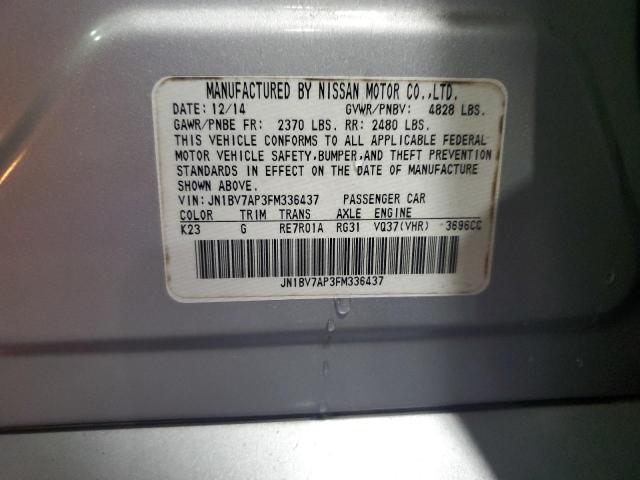 MANUFACTURED BY NISSAN MOTOR CO.,LTD.
DATE: 12/14 GVWR/PNBV: 4828 LBS.
GAWR/PNBE FR: 2370 LBS. RR: 2480 LBS.
THIS VEHICLE CONFORMS TO ALL APPLICABLE FEDERAL
MOTOR VEHICLE SAFETY,BUMPER,AND THEFT PREVENTION
STANDARDS IN EFFECT ON THE DATE OF MANUFACTURE
SHOWN ABOVE.
VIN: JN1BV7AP3FM336437 PASSENGER CAR
COLOR TRIM TRANS AXLE ENGINE
K23 G RE7R01A RG31 VQ37(VHR) 3696CC
JN1BV7AP3FM336437